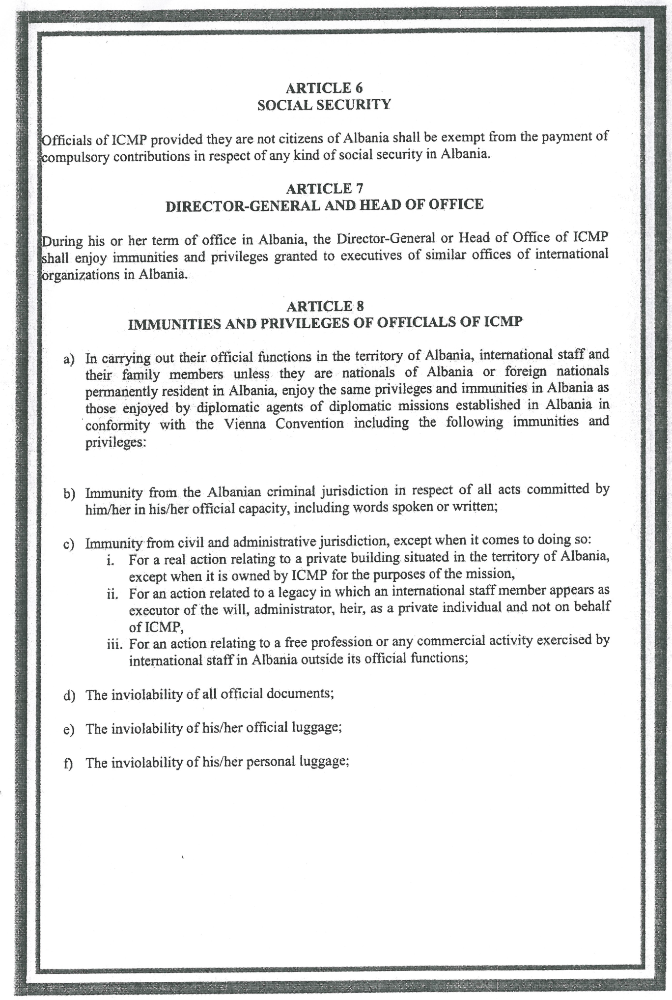 ARTICLE 6
SOCIAL SECURITY
Officials of ICMP provided they are not citizens of Albania shall be exempt from the payment of
compulsory contributions in respect of any kind of social security in Albania.
ARTICLE 7
DIRECTOR-GENERAL AND HEAD OF OFFICE
During his or her term of office in Albania, the Director-General or Head of Office of ICMP
shall enjoy immunities and privileges granted to executives of similar offices of international
organizations in Albania.
ARTICLE 8
IMMUNITIES AND PRIVILEGES OF OFFICIALS OF ICMP
a) In carrying out their official functions in the territory of Albania, international staff and
their family members unless they are nationals of Albania or foreign nationals
permanently resident in Albania, enjoy the same privileges and immunities in Albania as
those enjoyed by diplomatic agents of diplomatic missions established in Albania in
conformity with the Vienna Convention including the following immunities and
privileges:
b) Immunity from the Albanian criminal jurisdiction in respect of all acts committed by
him/her in his/her official capacity, including words spoken or written;
c) Immunity from civil and administrative jurisdiction, except when it comes to doing so:
i. For a real action relating to a private building situated in the territory of Albania,
except when it is owned by ICMP for the purposes of the mission,
ii. For an action related to a legacy in which an international staff member appears as
executor of the will, administrator, heir, as a private individual and not on behalf
of ICMP,
iii. For an action relating to a free profession or any commercial activity exercised by
international staff in Albania outside its official functions;
d) The inviolability of all official documents;
e) The inviolability of his/her official luggage;
f) The inviolability of his/her personal luggage;